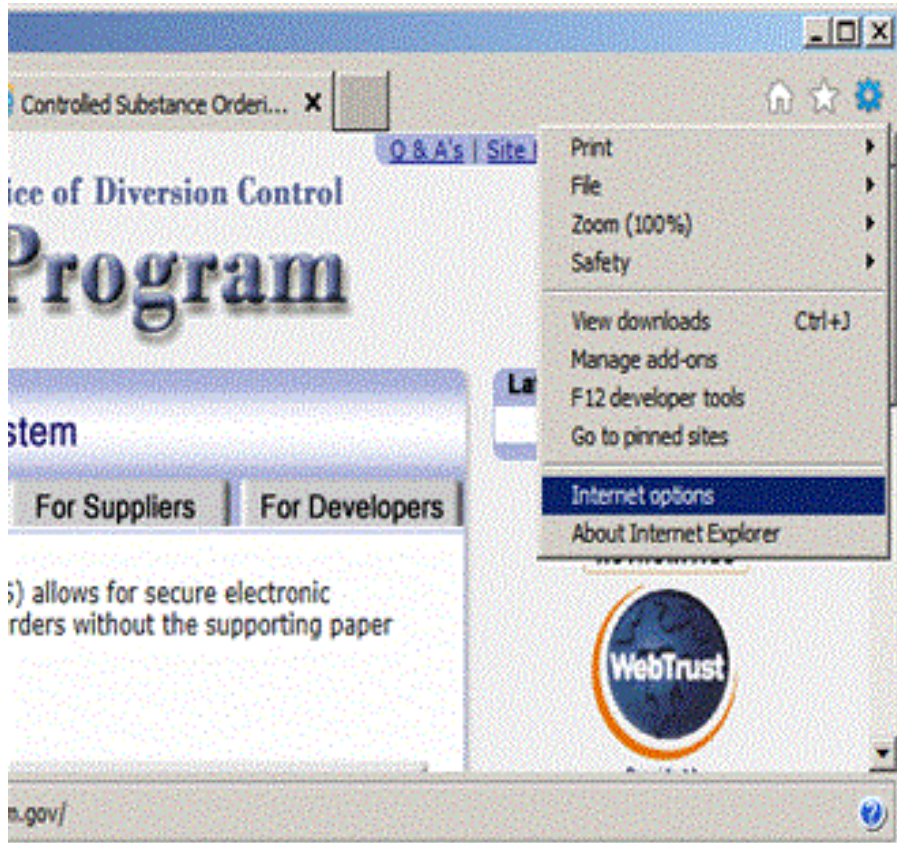 Controlled Substance Orderi...
Q & A's | Site
ice of Diversion Control
Program
Print
File
Zoom (100%)
Safety
View downloads Ctrl+J
Manage add-ons
F12 developer tools
Go to pinned sites
Internet options
About Internet Explorer
La
stem
For Suppliers For Developers
S) allows for secure electronic
rders without the supporting paper
WebTrust
n.gov/